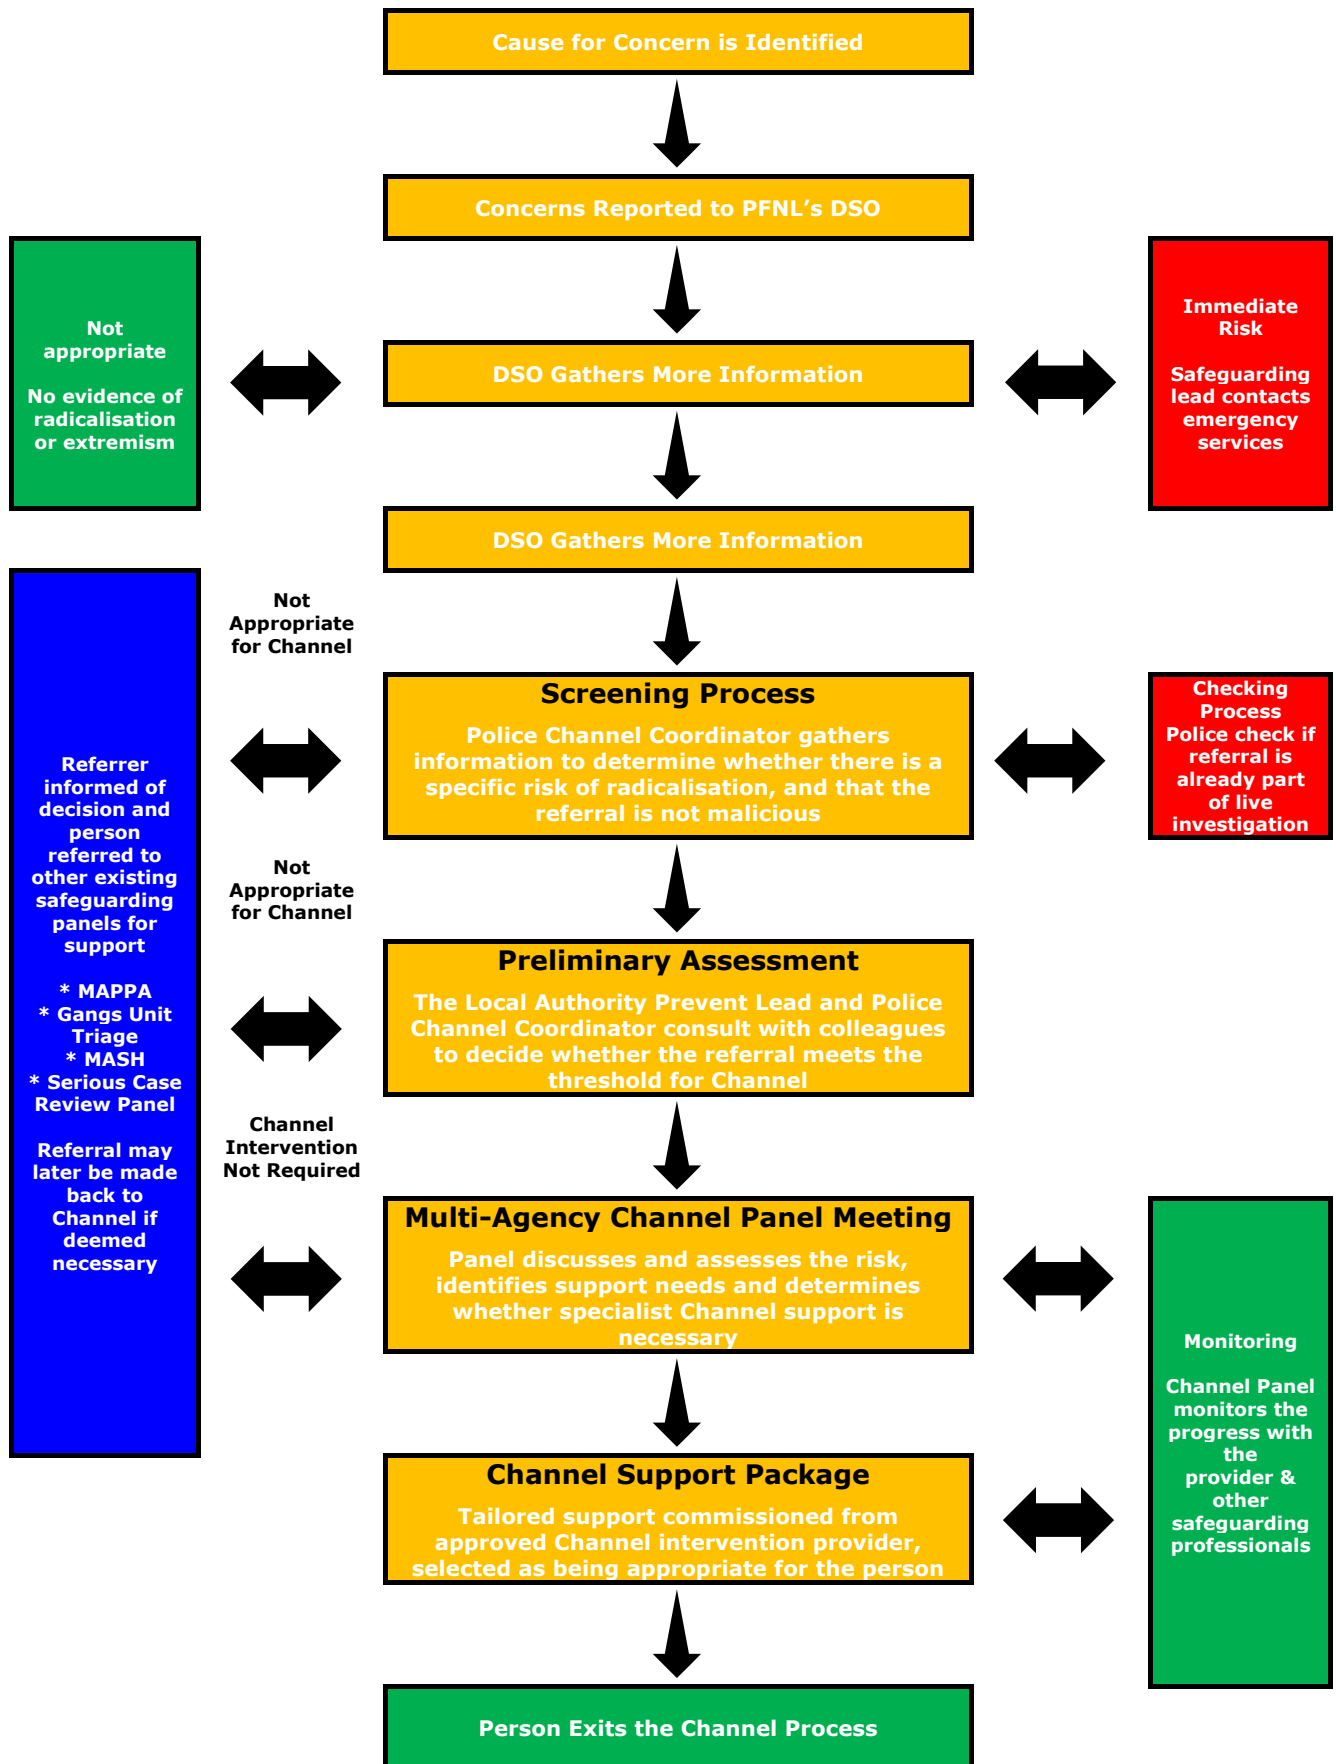 Cause for Concern is Identified
Concerns Reported to PFNL’s DSO
Not
appropriate
No evidence of
radicalisation
or extremism
DSO Gathers More Information
Immediate
Risk
Safeguarding
lead contacts
emergency
services
DSO Gathers More Information
Not
Appropriate
for Channel
Screening Process
Police Channel Coordinator gathers
information to determine whether there is a
specific risk of radicalisation, and that the
referral is not malicious
Checking
Process
Police check if
referral is
already part
of live
investigation
Referrer
informed of
decision and
person
referred to
other existing
safeguarding
panels for
support
* MAPPA
* Gangs Unit
Triage
* MASH
* Serious Case
Review Panel
Referral may
later be made
back to
Channel if
deemed
necessary
Not
Appropriate
for Channel
Preliminary Assessment
The Local Authority Prevent Lead and Police
Channel Coordinator consult with colleagues
to decide whether the referral meets the
threshold for Channel
Channel
Intervention
Not Required
Multi-Agency Channel Panel Meeting
Panel discusses and assesses the risk,
identifies support needs and determines
whether specialist Channel support is
necessary
Monitoring
Channel Panel
monitors the
progress with
the
provider &
other
safeguarding
professionals
Channel Support Package
Tailored support commissioned from
approved Channel intervention provider,
selected as being appropriate for the person
Person Exits the Channel Process